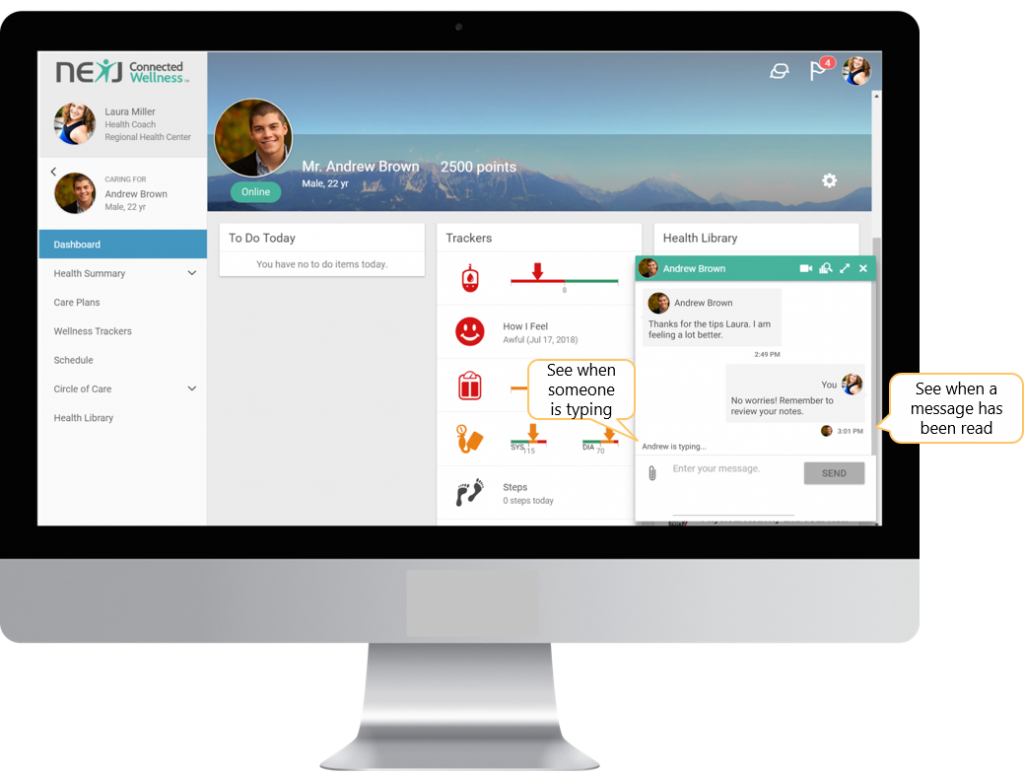 NEXJ Connected
Wellness™
Laura Miller
Health Coach
Regional Health Center
CARING FOR
Andrew Brown
Male, 22 yr
Dashboard
Health Summary
Care Plans
Wellness Trackers
Schedule
Circle of Care
Health Library
4
Mr. Andrew Brown 2500 points
Male, 22 yr
Online
To Do Today
You have no to do items today.
Trackers
0
How I Feel
Awful (Jul 17, 2018)
SYS 115 DIA 70
Steps
0 steps today
Health Library
Andrew Brown
Andrew Brown
Thanks for the tips Laura. I am
feeling a lot better.
2:49 PM
You
No worries! Remember to
review your notes.
3:01 PM
Andrew is typing...
Enter your message.
SEND
See when
someone
is typing
See when a
message has
been read